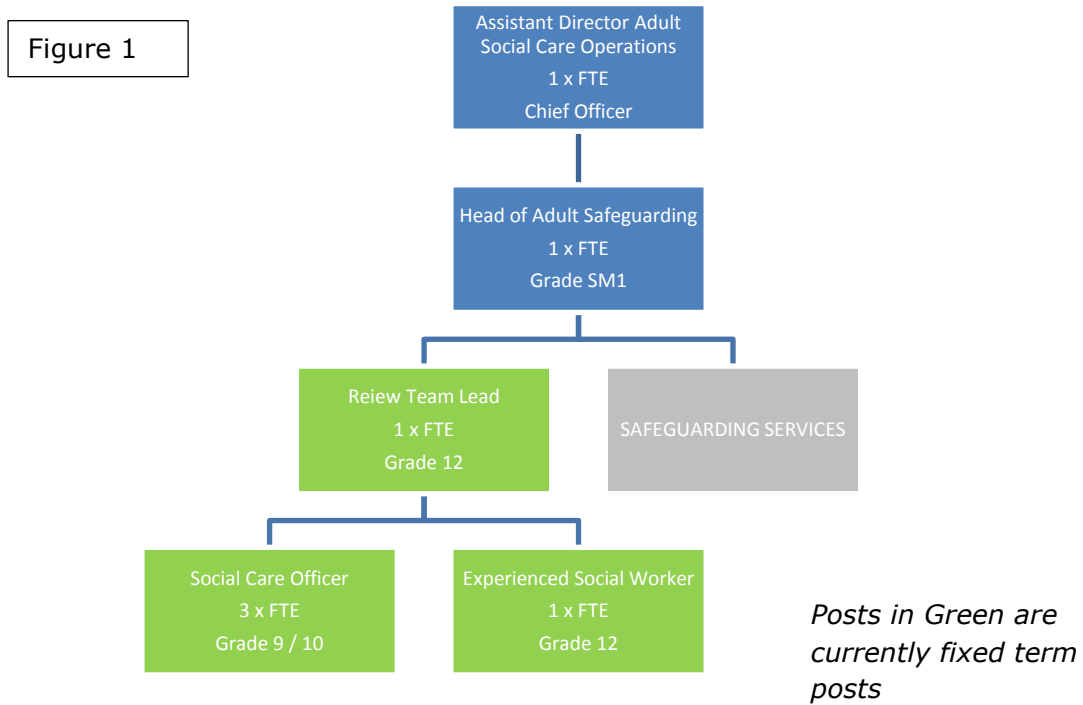 Figure 1
Assistant Director Adult
Social Care Operations
1 x FTE
Chief Officer
Head of Adult Safeguarding
1 x FTE
Grade SM1
Reiew Team Lead
1 x FTE
Grade 12
SAFEGUARDING SERVICES
Social Care Officer
3 x FTE
Grade 9 / 10
Experienced Social Worker
1 x FTE
Grade 12
Posts in Green are
currently fixed term
posts